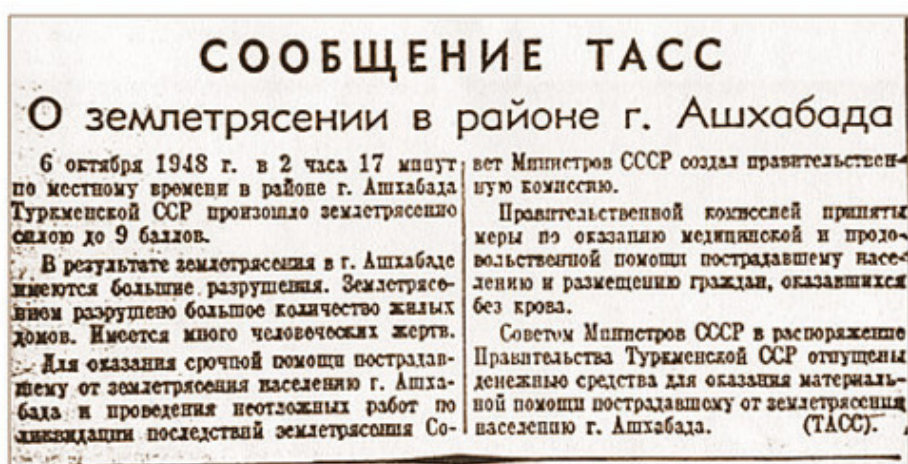 СООБЩЕНИЕ ТАСС
О землетрясении в районе г. Ашхабада
6 октября 1948 г. в 2 часа 17 минут
по местному времени в районе г. Ашхабада
Туркменской ССР произошло землетрясение
силою до 9 баллов.
В результате землетрясения в г. Ашхабаде
имеются большие разрушения. Землетрясе-
нием разрушено большое количество жилых
домов. Имеется много человеческих жертв.
Для оказания срочной помощи пострадав-
шему от землетрясения населению г. Ашха-
бада и проведения неотложных работ по
ликвидации последствий землетрясения Со-
вет Министров СССР создал правительствен-
ную комиссию.
Правительственной комиссией приняты
меры по оказанию медицинской и продо-
вольственной помощи пострадавшему насе-
лению и размещению граждан, оказавшихся
без крова.
Советом Министров СССР в распоряжение
Правительства Туркменской ССР отпущены
денежные средства для оказания материаль-
ной помощи пострадавшему от землетрясения
населению г. Ашхабада. (ТАСС).